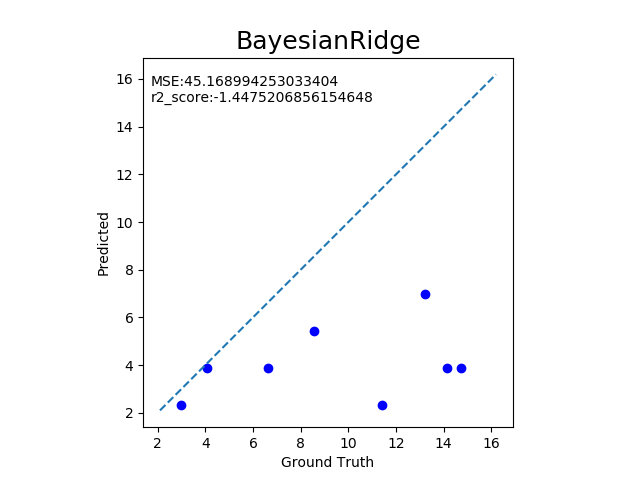 BayesianRidge
MSE:45.168994253033404
r2_score:-1.4475206856154648
16
14
12
10
8
6
4
2
Predicted
2 4 6 8 10 12 14 16
Ground Truth